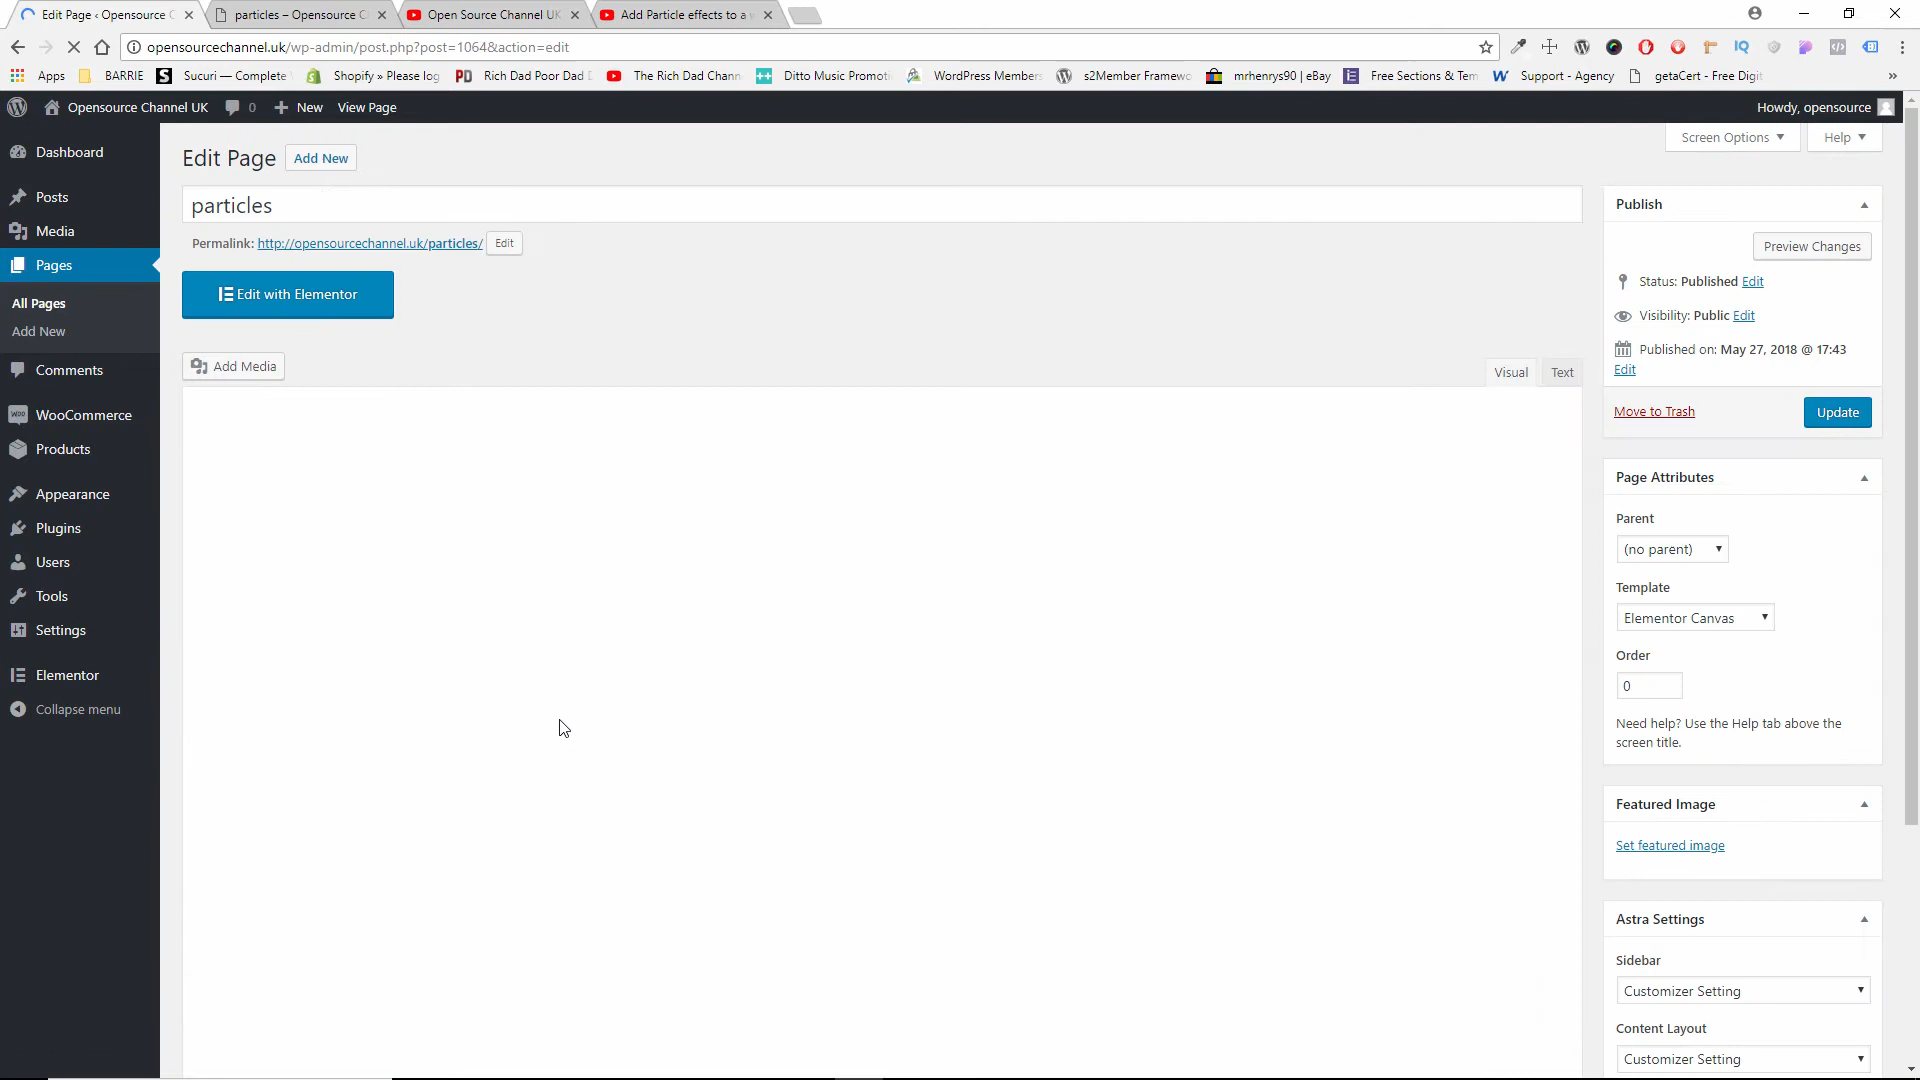 Edit Page ‹ Opensource C
particles – Opensource C
Open Source Channel UK
Add Particle effects to a w
opensourcechannel.uk/wp-admin/post.php?post=1064&action=edit
Apps
BARRIE
Sucuri — Complete
Shopify » Please log
Rich Dad Poor Dad
The Rich Dad Chann
Ditto Music Promoti
WordPress Members
s2Member Framewo
mrhenrys90 | eBay
Free Sections & Tem
Support - Agency
getaCert - Free Digit
Opensource Channel UK
0
New
View Page
Howdy, opensource
Screen Options
Help
Dashboard
Posts
Media
Pages
All Pages
Add New
Comments
WooCommerce
Products
Appearance
Plugins
Users
Tools
Settings
Elementor
Collapse menu
Edit Page
Add New
particles
Permalink: http://opensourcechannel.uk/particles/ Edit
Edit with Elementor
Add Media
Visual
Text
Publish
Preview Changes
Status: Published Edit
Visibility: Public Edit
Published on: May 27, 2018 @ 17:43
Edit
Move to Trash
Update
Page Attributes
Parent
(no parent)
Template
Elementor Canvas
Order
0
Need help? Use the Help tab above the
screen title.
Featured Image
Set featured image
Astra Settings
Sidebar
Customizer Setting
Content Layout
Customizer Setting